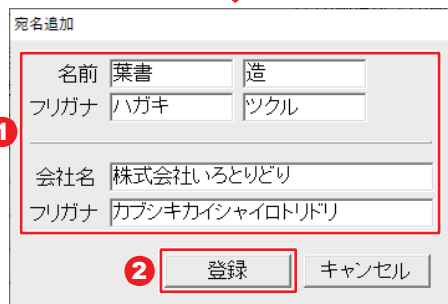 宛名追加
名前 葉書 造
フリガナ ハガキ ツクル
1
会社名 株式会社いろとりどり
フリガナ カブシキカイシャイロトリドリ
2 登録 キャンセル